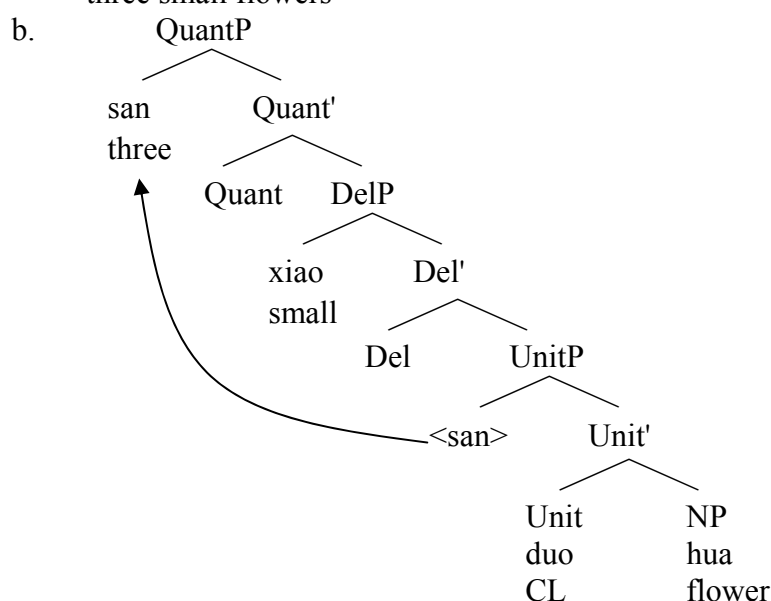 three small flowers
b. QuantP
san Quant'
three
Quant DelP
xiao Del'
small
Del UnitP
<san> Unit'
Unit NP
duo hua
CL flower